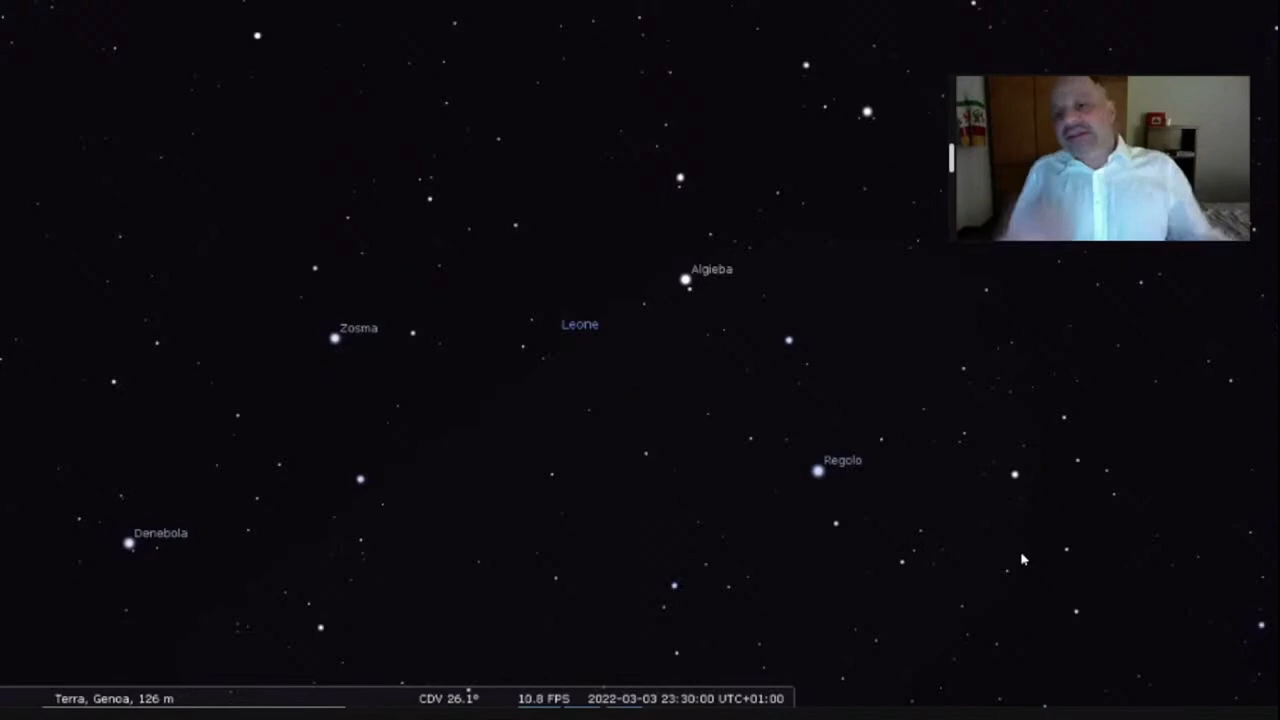 Algieba
Zosma
Leone
Regolo
Denebola
Terra, Genoa, 126 m CDV 26.1° 10.8 FPS 2022-03-03 23:30:00 UTC+01:00